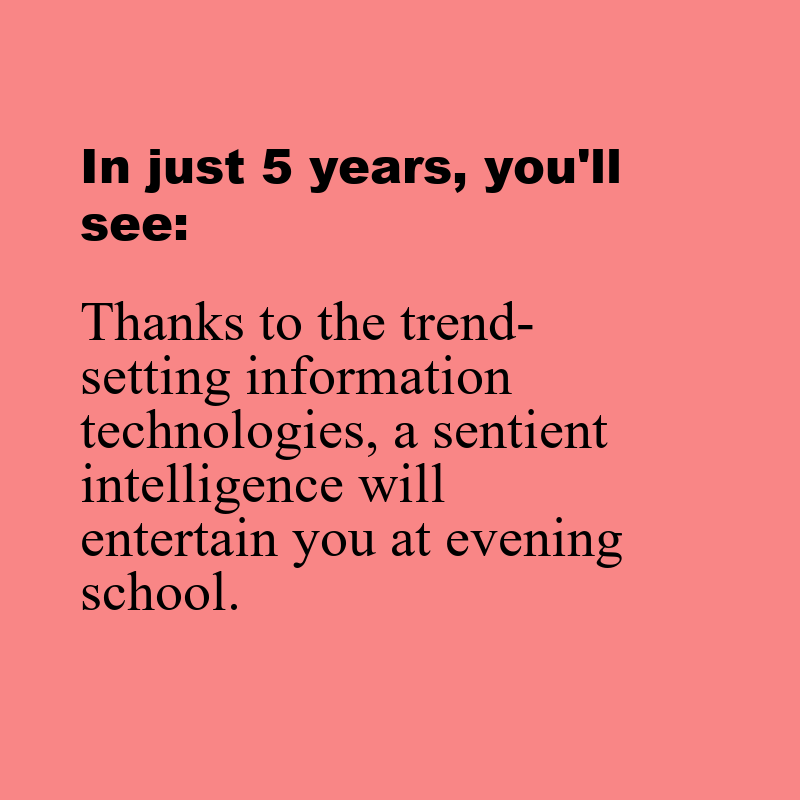 In just 5 years, you'll
see:
Thanks to the trend-
setting information
technologies, a sentient
intelligence will
entertain you at evening
school.